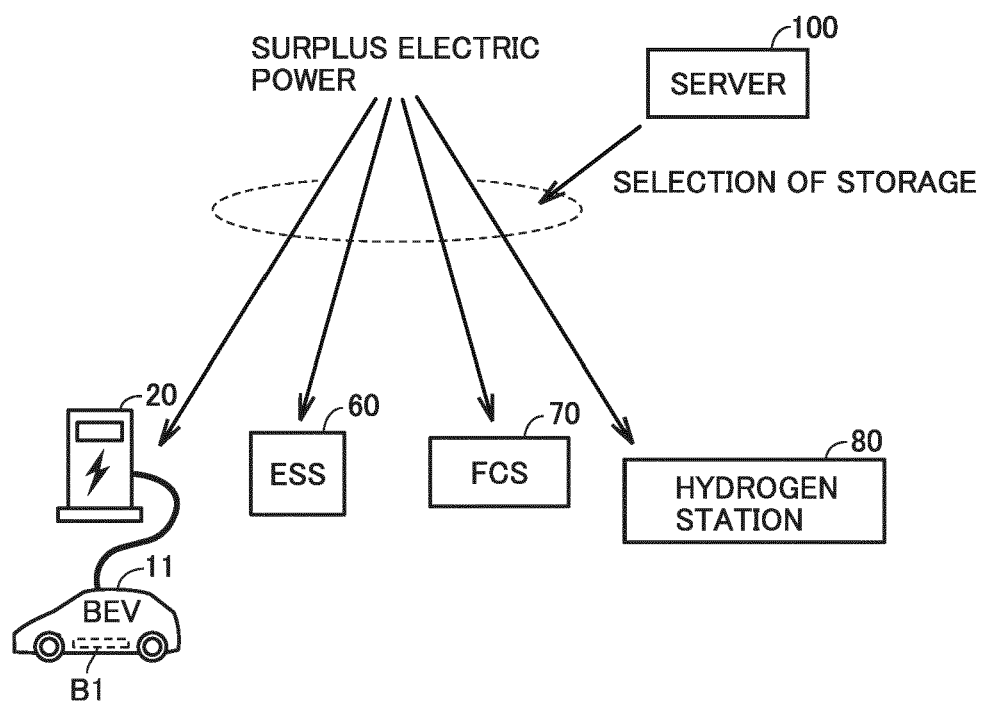 SURPLUS ELECTRIC
POWER
100
SERVER
SELECTION OF STORAGE
20
60
ESS
70
FCS
80
HYDROGEN
STATION
11
BEV
B1